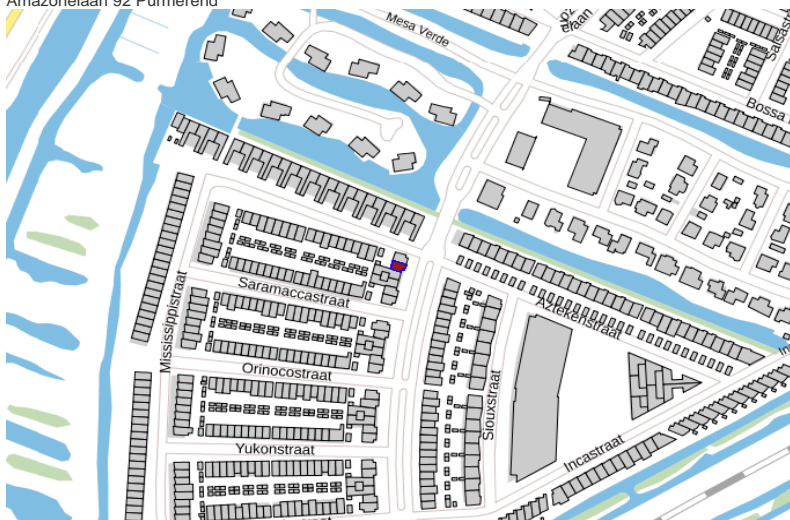 Amazonelaan 92 Purmerend
Mesa Verde
Bossa
Saramaccastraat
Mississippistraat
Aztekenstraat
Orinocostraat
Siouxstraat
Yukonstraat
Incastraat